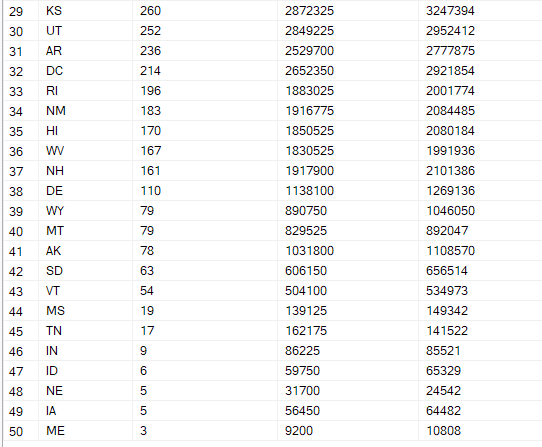 29 KS 260 2872325 3247394
30 UT 252 2849225 2952412
31 AR 236 2529700 2777875
32 DC 214 2652350 2921854
33 RI 196 1883025 2001774
34 NM 183 1916775 2084485
35 HI 170 1850525 2080184
36 WV 167 1830525 1991936
37 NH 161 1917900 2101386
38 DE 110 1138100 1269136
39 WY 79 890750 1046050
40 MT 79 829525 892047
41 AK 78 1031800 1108570
42 SD 63 606150 656514
43 VT 54 504100 534973
44 MS 19 139125 149342
45 TN 17 162175 141522
46 IN 9 86225 85521
47 ID 6 59750 65329
48 NE 5 31700 24542
49 IA 5 56450 64482
50 ME 3 9200 10808